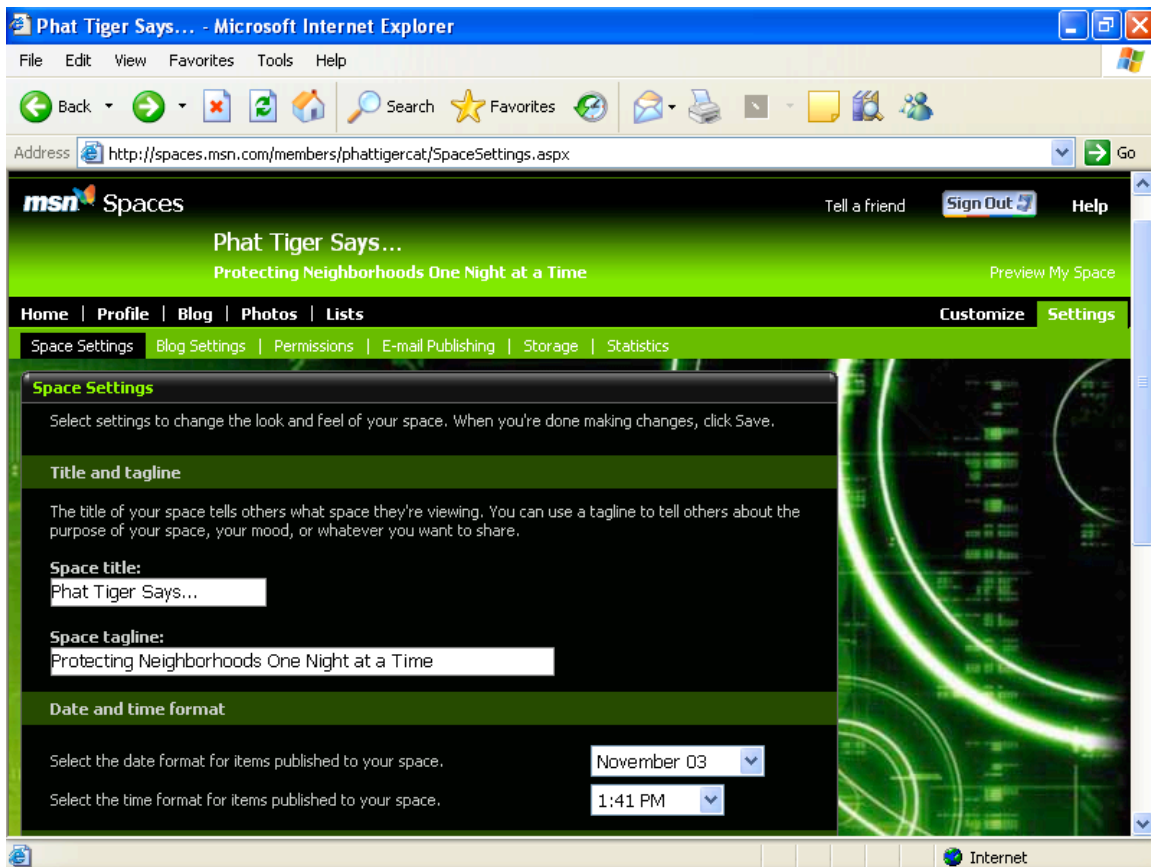 Phat Tiger Says... - Microsoft Internet Explorer
File Edit View Favorites Tools Help
Back Search Favorites
Address http://spaces.msn.com/members/phattigercat/SpaceSettings.aspx Go
msn Spaces Tell a friend Sign Out Help
Phat Tiger Says...
Protecting Neighborhoods One Night at a Time Preview My Space
Home | Profile | Blog | Photos | Lists Customize Settings
Space Settings Blog Settings | Permissions | E-mail Publishing | Storage | Statistics
Space Settings
Select settings to change the look and feel of your space. When you're done making changes, click Save.
Title and tagline
The title of your space tells others what space they're viewing. You can use a tagline to tell others about the
purpose of your space, your mood, or whatever you want to share.
Space title:
Phat Tiger Says...
Space tagline:
Protecting Neighborhoods One Night at a Time
Date and time format
Select the date format for items published to your space. November 03
Select the time format for items published to your space. 1:41 PM
Internet